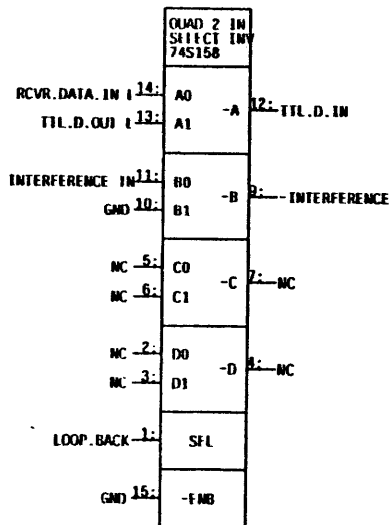 QUAD 2 IN
SELECT INV
74S158
RCVR.DATA.IN L 14: A0
-A 12: TTL.D.IN
TTL.D.OUT L 13: A1
INTERFERENCE IN 11: B0
-B 9: -INTERFERENCE
GND 10: B1
NC 5: C0
-C 7: NC
NC 6: C1
NC 2: D0
-D 4: NC
NC 3: D1
LOOP.BACK 1: SEL
GND 15: -ENB